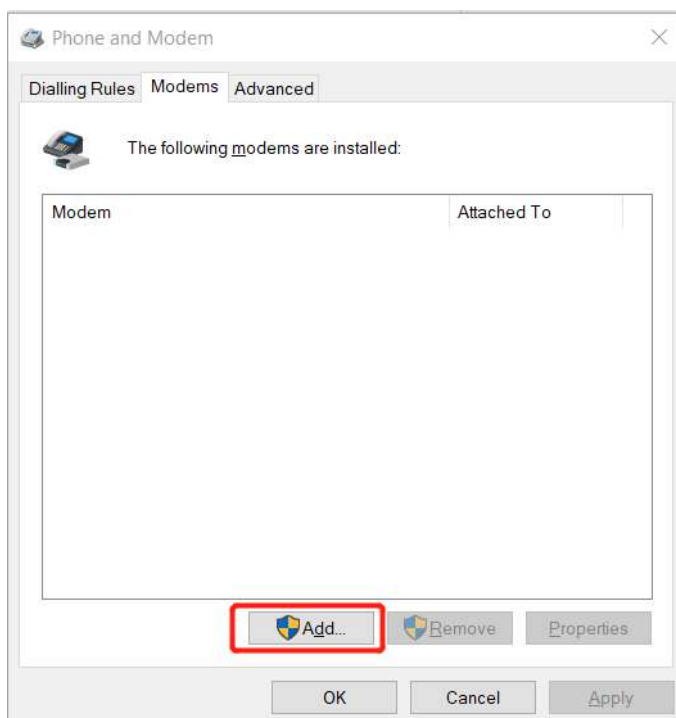 Phone and Modem
Dialling Rules Modems Advanced
The following modems are installed:
Modem Attached To
Add... Remove Properties
OK Cancel Apply